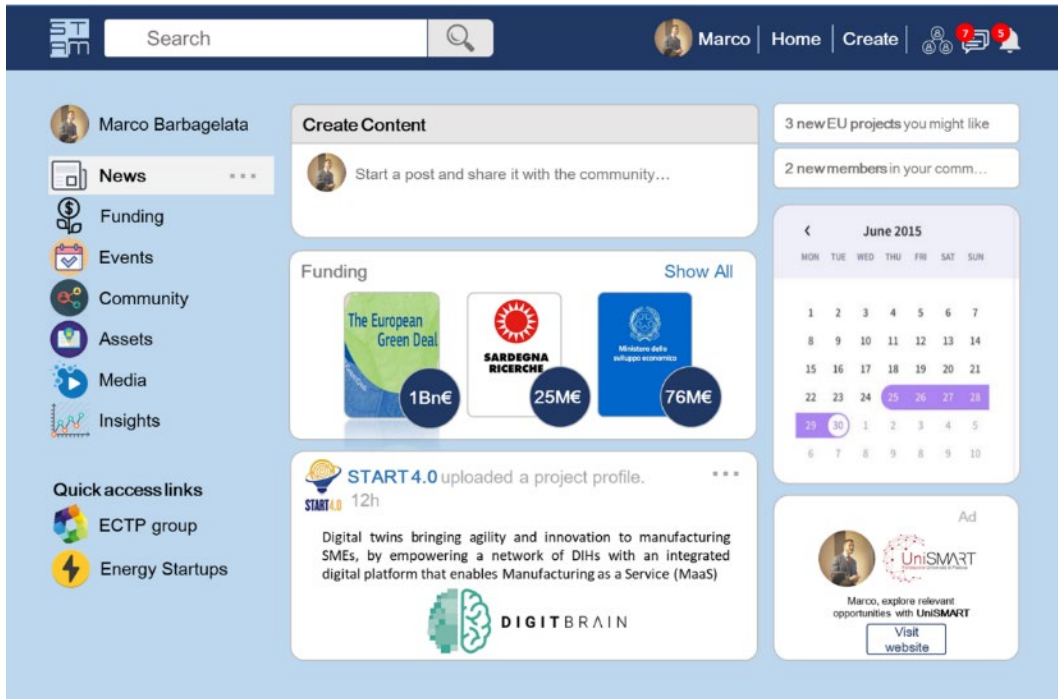 ST
am
Search
Marco | Home | Create |
7
5
Marco Barbagelata
News
Funding
Events
Community
Assets
Media
Insights
Quick access links
ECTP group
Energy Startups
Create Content
Start a post and share it with the community...
Funding
Show All
The European
Green Deal
1Bn€
SARDEGNA
RICERCHE
25M€
Ministero dello
sviluppo economico
76M€
START 4.0 uploaded a project profile.
START4.0
12h
Digital twins bringing agility and innovation to manufacturing
SMEs, by empowering a network of DIHs with an integrated
digital platform that enables Manufacturing as a Service (MaaS)
DIGITBRAIN
3 new EU projects you might like
2 new members in your comm...
June 2015
MON TUE WED THU FRI SAT SUN
1 2 3 4 5 6 7
8 9 10 11 12 13 14
15 16 17 18 19 20 21
22 23 24 25 26 27 28
29 30 1 2 3 4 5
6 7 8 9 8 9 10
Ad
UniSMART
Marco, explore relevant
opportunities with UniSMART
Visit
website